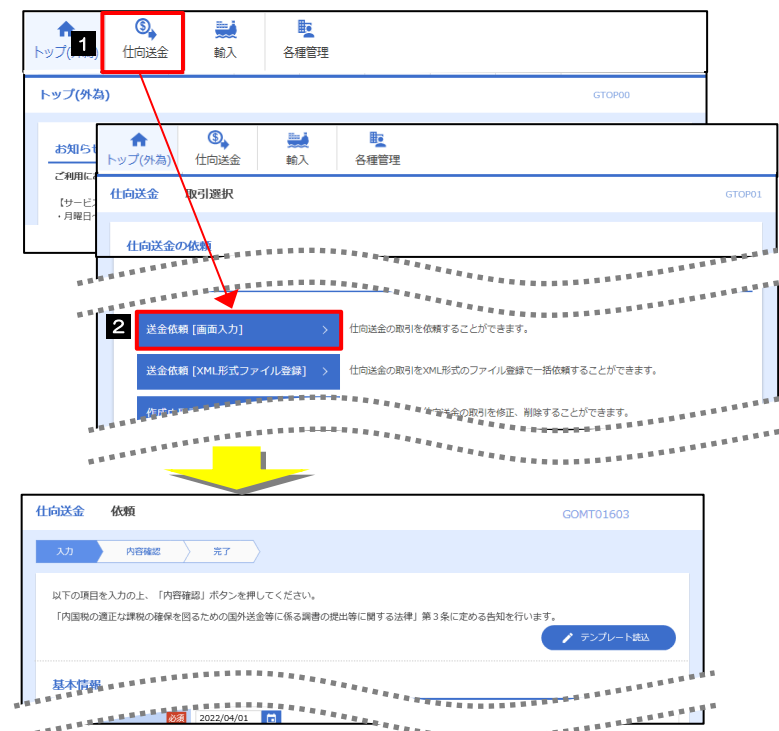 1
トップ(外為) 仕向送金 輸入 各種管理
トップ(外為) GTOP00
お知らせ
トップ(外為) 仕向送金 輸入 各種管理
ご利用に
仕向送金 取引選択 GTOP01
【サービス
・月曜日
仕向送金の依頼
2
送金依頼 [画面入力] 仕向送金の取引を依頼することができます。
送金依頼 [XML形式ファイル登録] 仕向送金の取引をXML形式のファイル登録で一括依頼することができます。
作成 仕向送金の取引を修正、削除することができます。
仕向送金 依頼 GOMT01603
入力 内容確認 完了
以下の項目を入力の上、「内容確認」ボタンを押してください。
「内国税の適正な課税の確保を図るための国外送金等に係る調書の提出等に関する法律」第3条に定める告知を行います。
テンプレート読込
基本情報
必須 2022/04/01